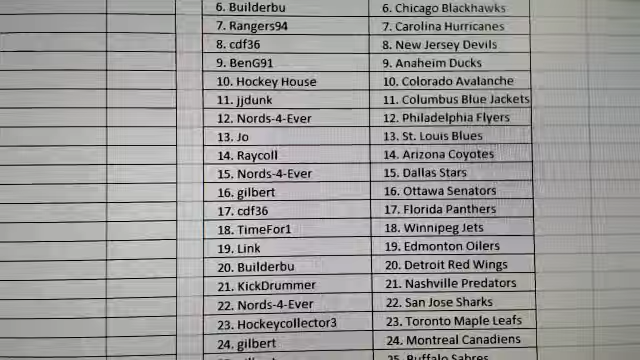 6. Builderbu 6. Chicago Blackhawks
7. Rangers94 7. Carolina Hurricanes
8. cdf36 8. New Jersey Devils
9. BenG91 9. Anaheim Ducks
10. Hockey House 10. Colorado Avalanche
11. jjdunk 11. Columbus Blue Jackets
12. Nords-4-Ever 12. Philadelphia Flyers
13. Jo 13. St. Louis Blues
14. Raycoll 14. Arizona Coyotes
15. Nords-4-Ever 15. Dallas Stars
16. gilbert 16. Ottawa Senators
17. cdf36 17. Florida Panthers
18. TimeFor1 18. Winnipeg Jets
19. Link 19. Edmonton Oilers
20. Builderbu 20. Detroit Red Wings
21. KickDrummer 21. Nashville Predators
22. Nords-4-Ever 22. San Jose Sharks
23. Hockeycollector3 23. Toronto Maple Leafs
24. gilbert 24. Montreal Canadiens
25. Buffalo Sabres